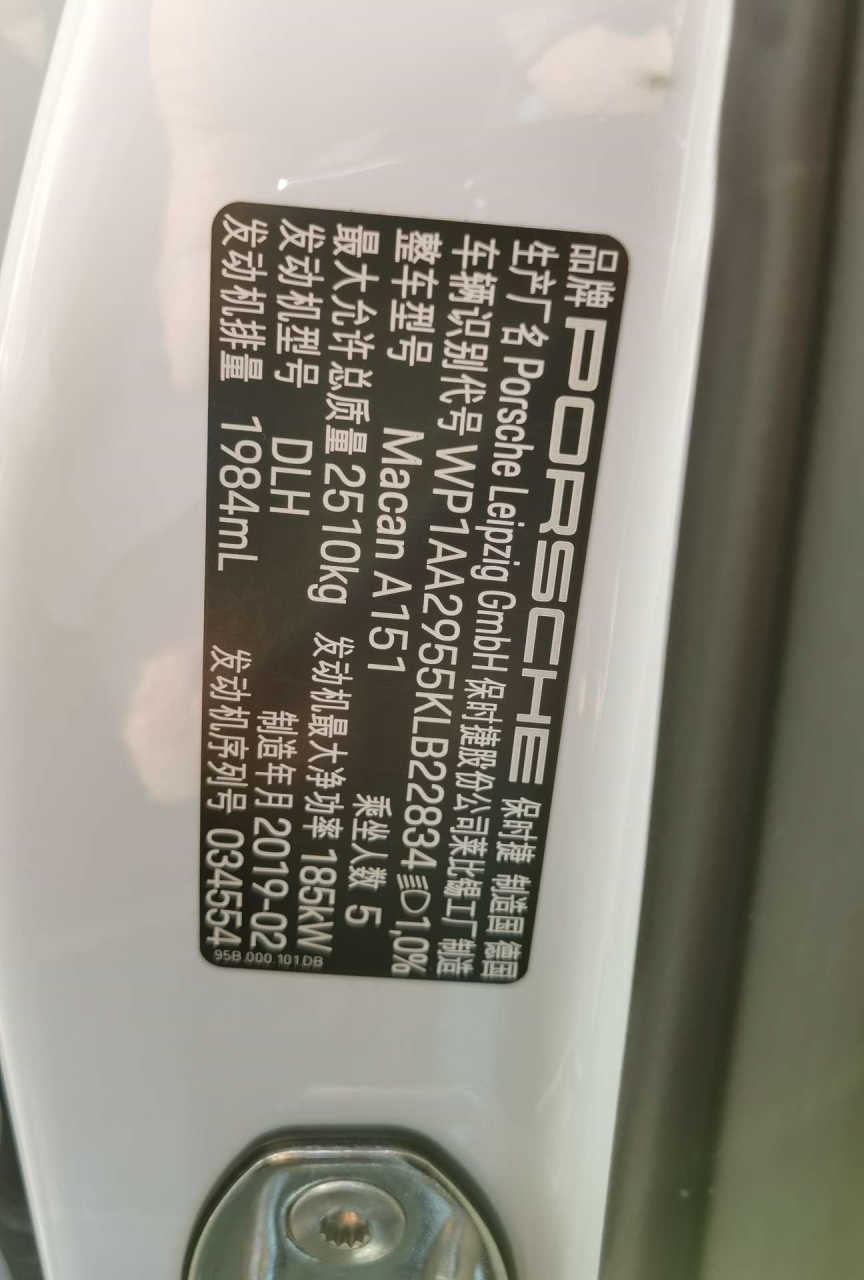 品牌 PORSCHE 保时捷 制造国 德国
生产厂名 Porsche Leipzig GmbH 保时捷股份公司莱比锡工厂制造
车辆识别代号 WP1AA2955KLB22834 1,0%
整车型号 Macan A151 乘坐人数 5
最大允许总质量 2510kg 发动机最大净功率 185kW
发动机型号 DLH 制造年月 2019-02
发动机排量 1984mL 发动机序列号 034554
95B.000.101.DB